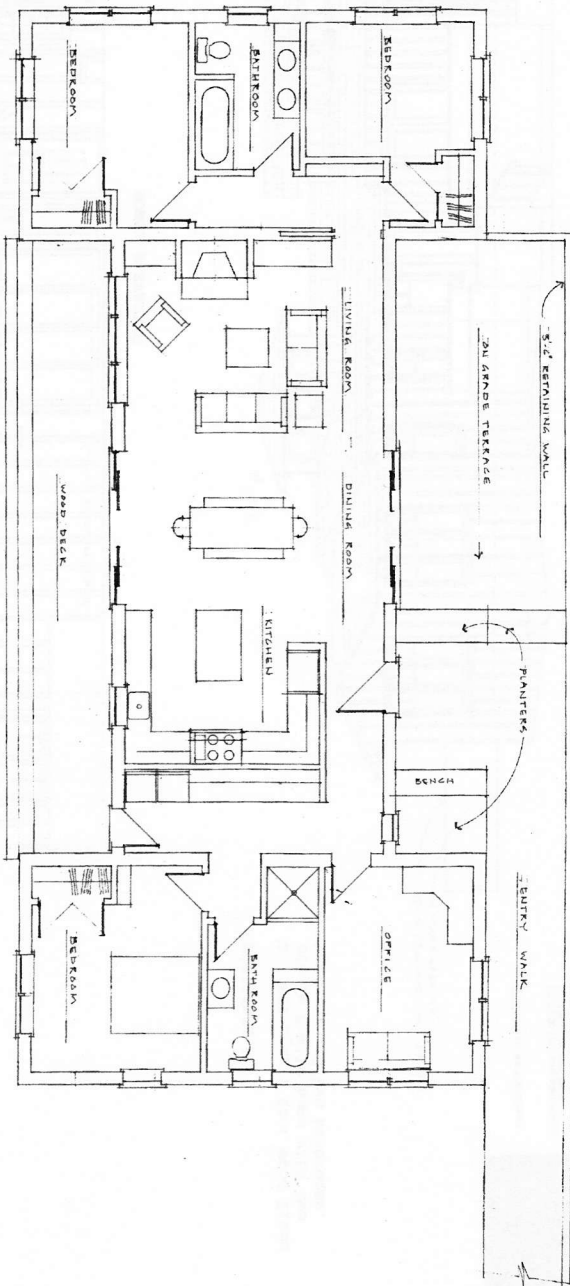 BEDROOM
BATHROOM
BEDROOM
LIVING ROOM
DINING ROOM
KITCHEN
WOOD DECK
3'-6" RETAINING WALL
ON GRADE TERRACE
PLANTERS
BENCH
ENTRY WALK
BEDROOM
BATH ROOM
OFFICE